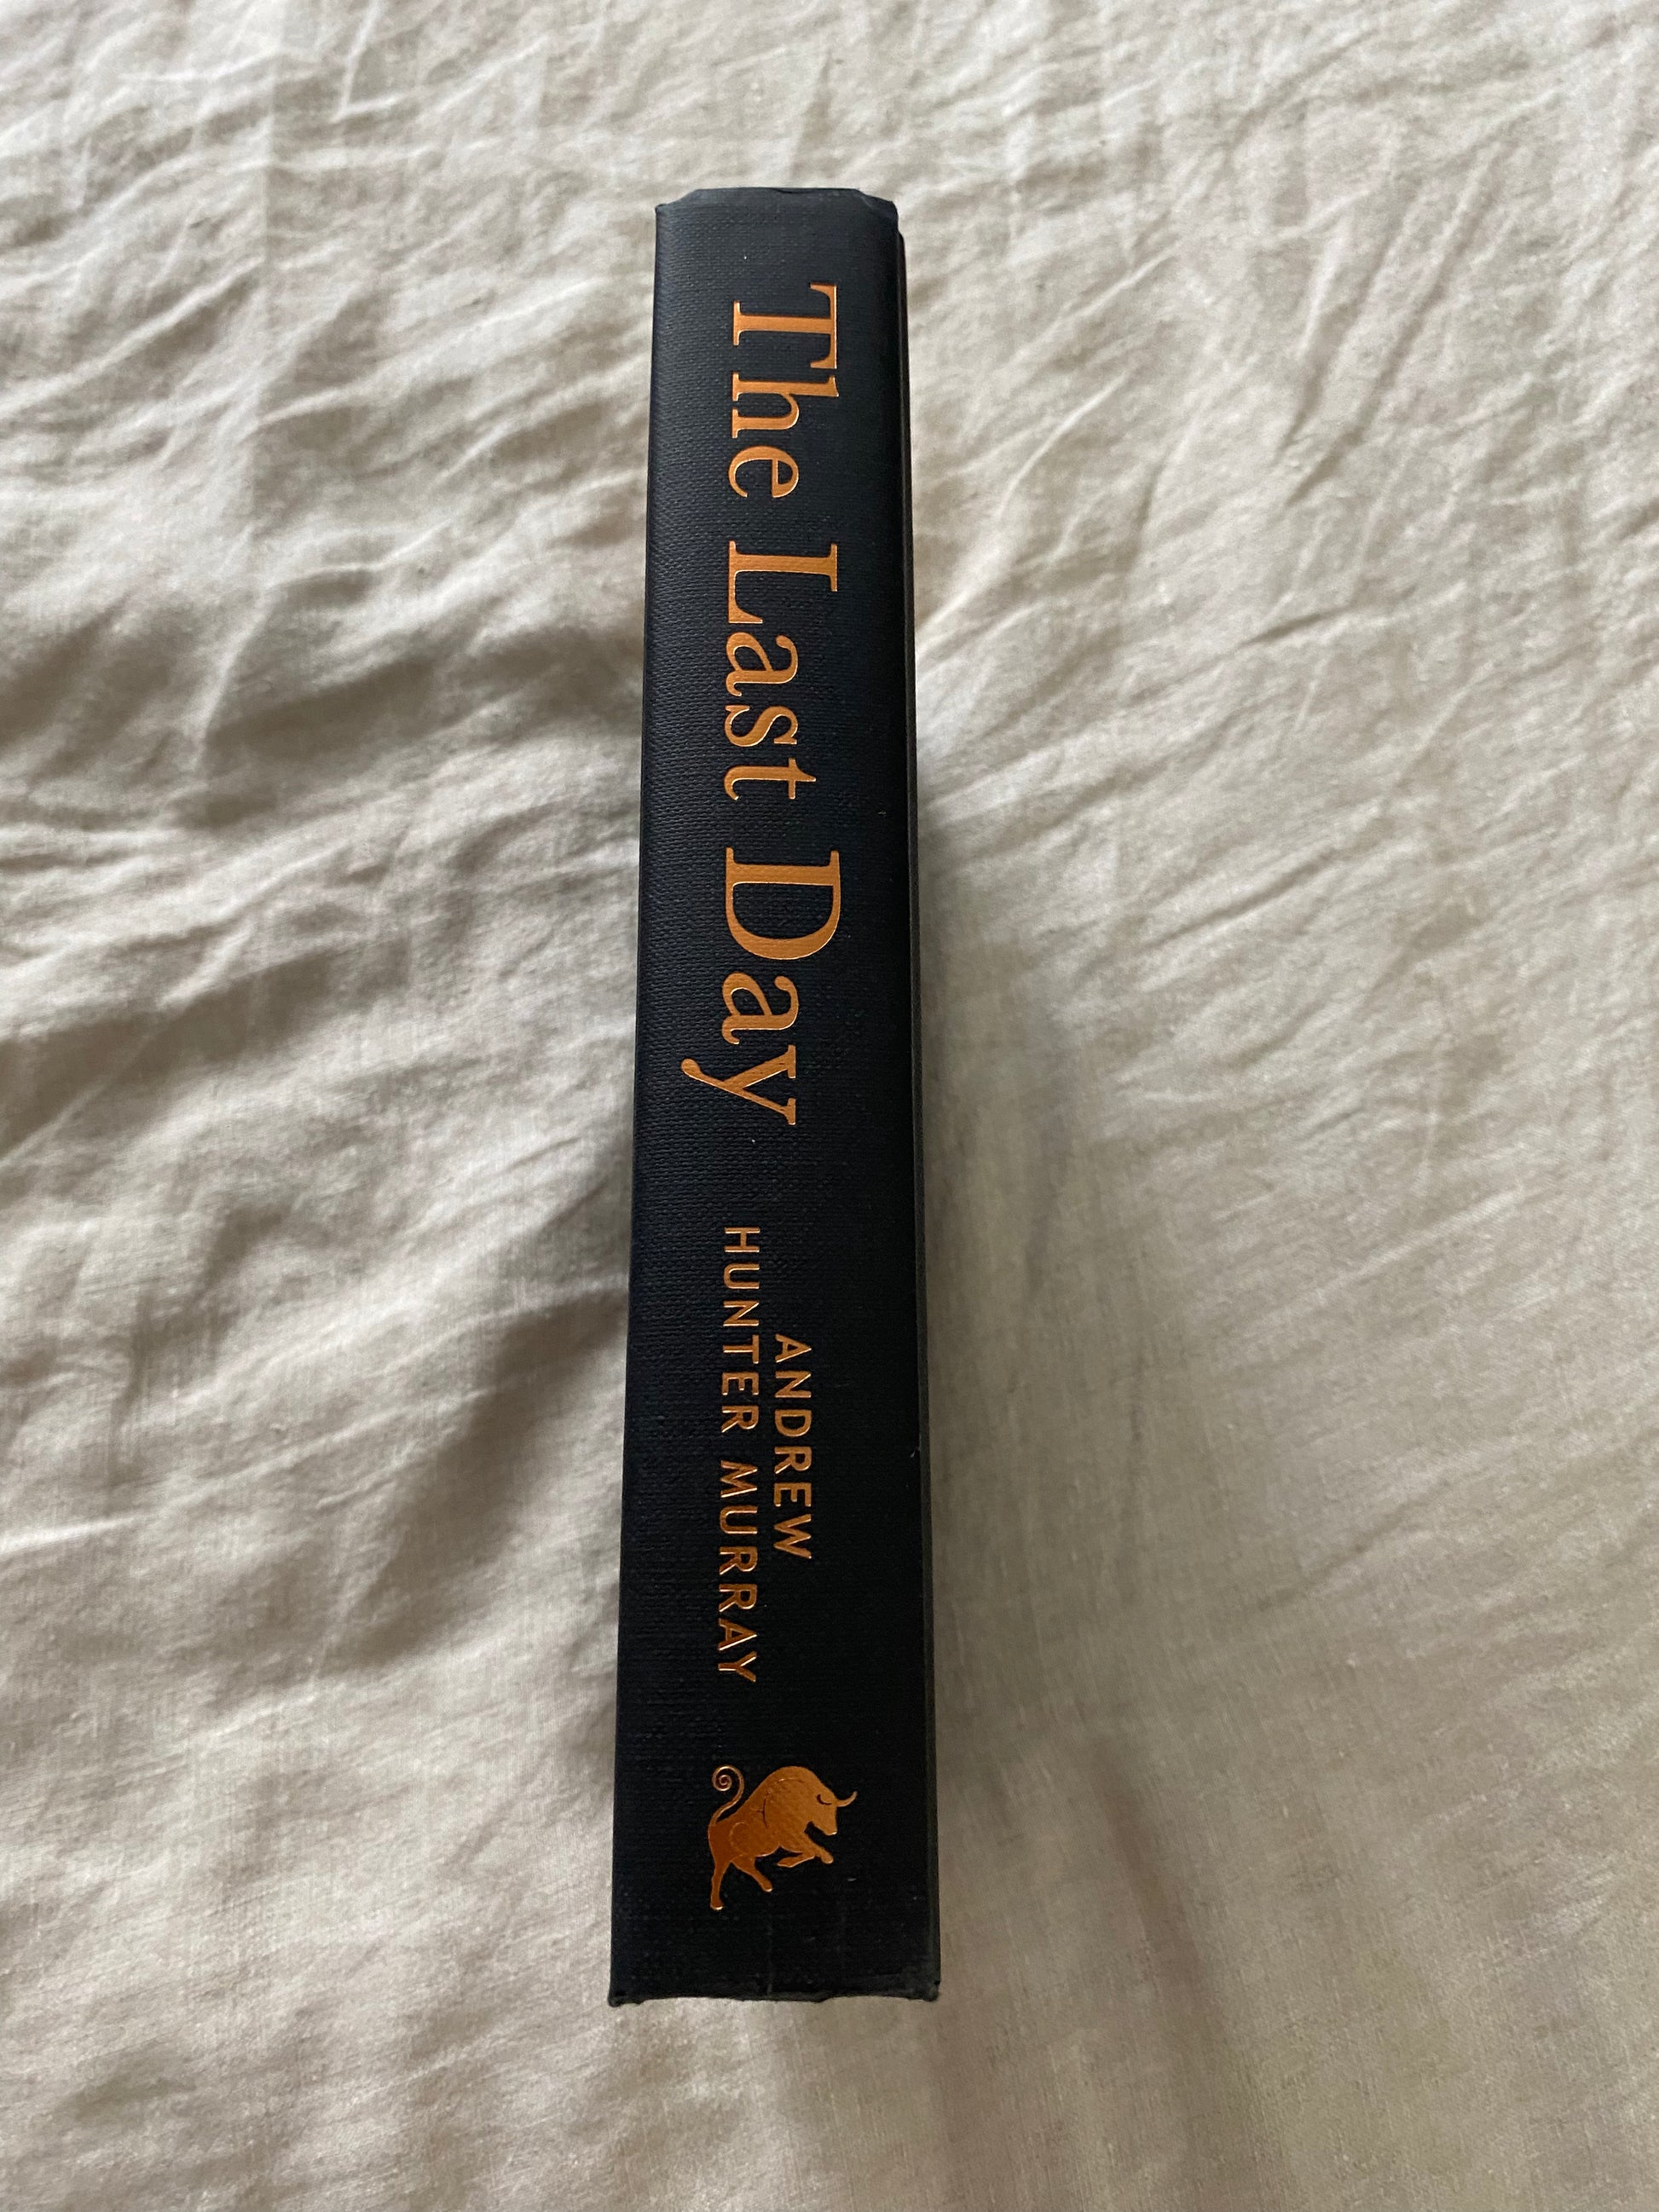 The Last Day
ANDREW
HUNTER MURRAY